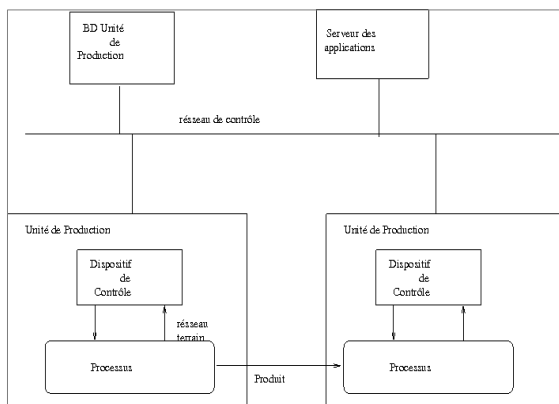 BD Unité
de
Production
Serveur des
applications
réseau de contrôle
Unité de Production
Unité de Production
Dispositif
de
Contrôle
Dispositif
de
Contrôle
réseau
terrain
Processus
Produit
Processus